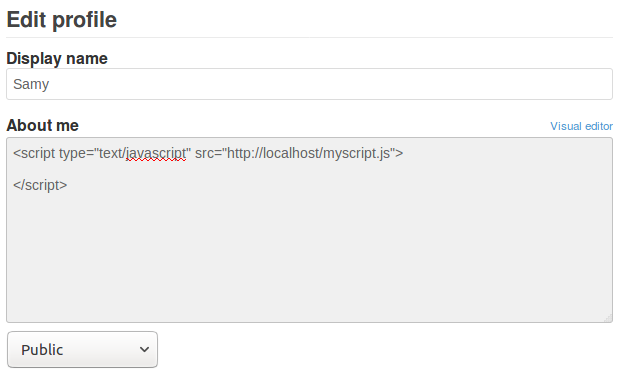 Edit profile
Display name
Samy
About me
Visual editor
<script type="text/javascript" src="http://localhost/myscript.js">
</script>
Public